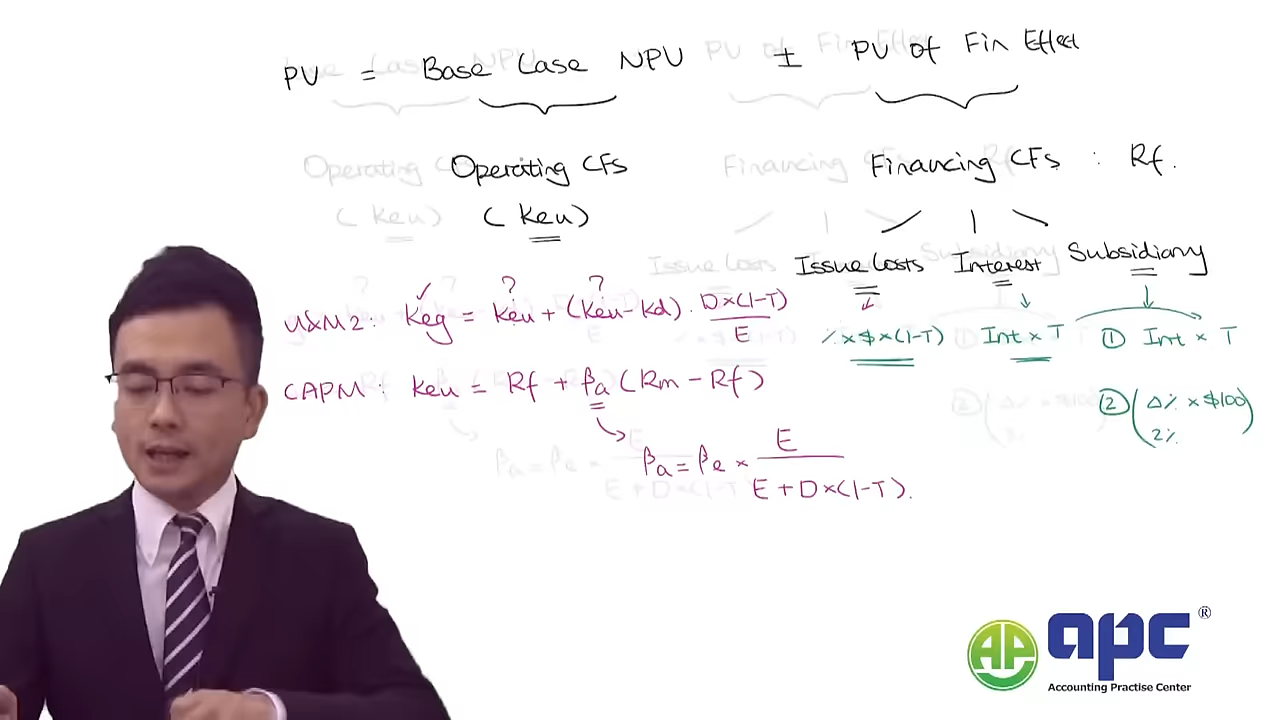 PV = Base Case NPV ± PV of Fin Effect
Operating CFs
Financing CFs : Rf.
(Keu)
Issue Costs
Interest
Subsidiary
M&M2: Keg = Keu + (Keu-Kd) · D×(1-T) / E
✓ ? ?
%×$×(1-T)
Int × T
① Int × T
CAPM: Keu = Rf + βa (Rm - Rf)
② (Δ% × $100)
2%
βa = βe × E / E + D×(1-T).
AP
apc®
Accounting Practise Center